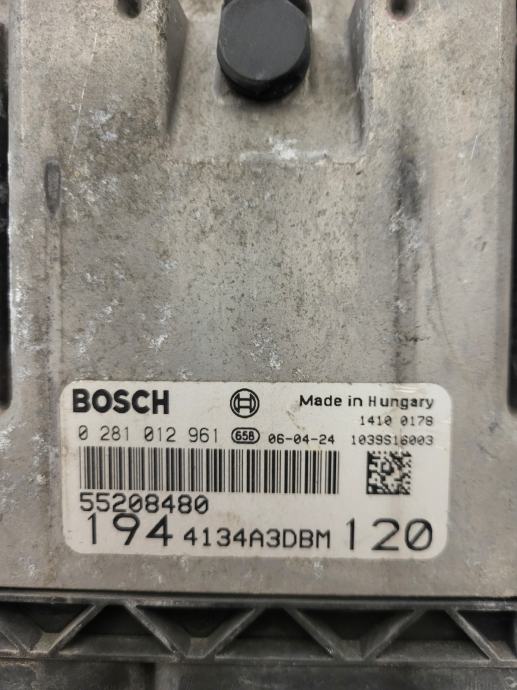 BOSCH Made in Hungary
1410 0178
0 281 012 961 658 06-04-24 1039S16003
55208480
194 4134A3DBM 120